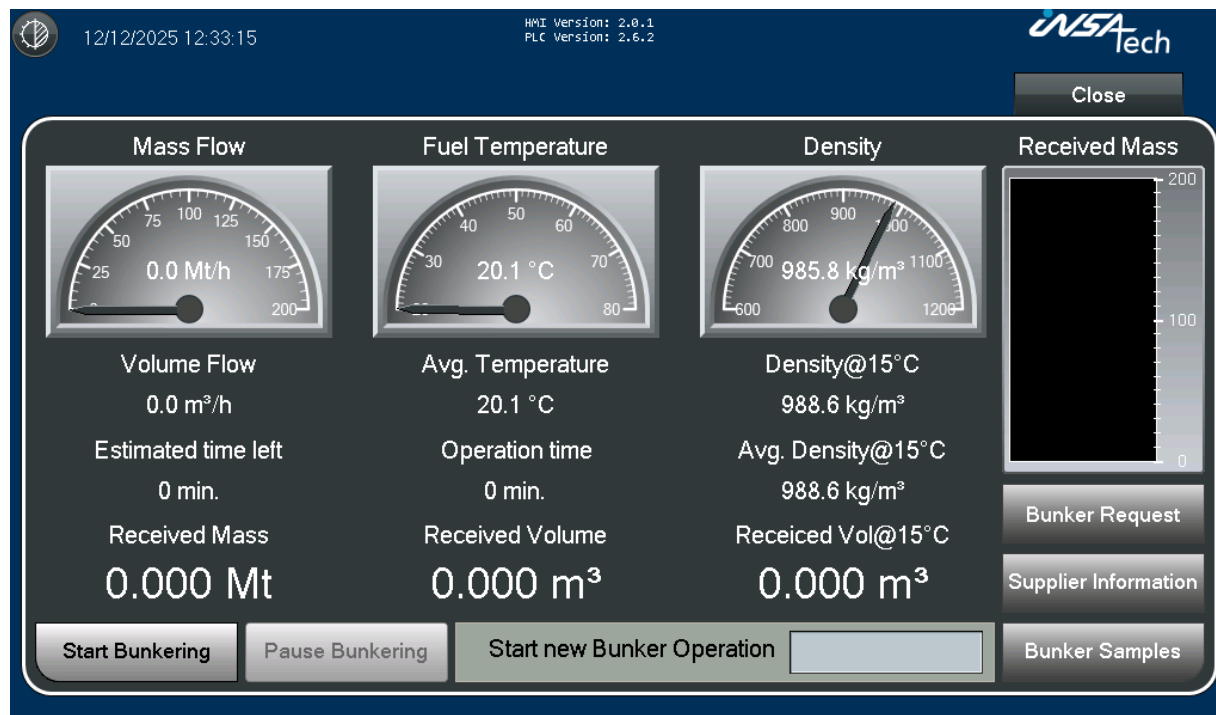 12/12/2025 12:33:15
HMI Version: 2.0.1
PLC Version: 2.6.2
iNSA Tech
Close
Mass Flow
0 25 50 75 100 125 150 175 200
0.0 Mt/h
Fuel Temperature
30 40 50 60 70 80
20.1 °C
Density
600 700 800 900 1100 1200
985.8 kg/m³
Received Mass
200
100
0
Volume Flow
0.0 m³/h
Avg. Temperature
20.1 °C
Density@15°C
988.6 kg/m³
Estimated time left
0 min.
Operation time
0 min.
Avg. Density@15°C
988.6 kg/m³
Received Mass
0.000 Mt
Received Volume
0.000 m³
Receiced Vol@15°C
0.000 m³
Bunker Request
Supplier Information
Bunker Samples
Start Bunkering
Pause Bunkering
Start new Bunker Operation